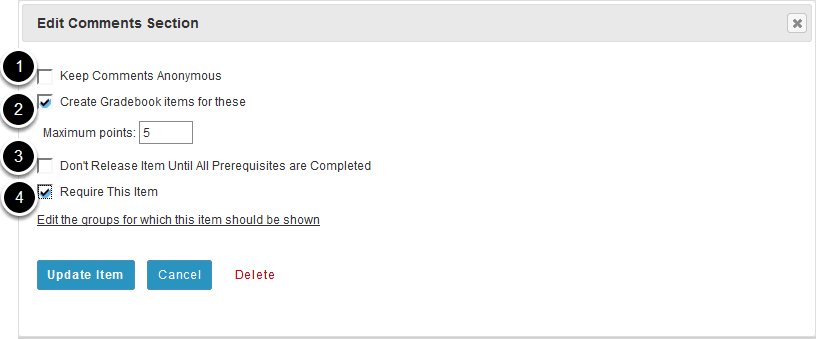 Edit Comments Section
1
Keep Comments Anonymous
2
Create Gradebook items for these
Maximum points: 5
3
Don't Release Item Until All Prerequisites are Completed
4
Require This Item
Edit the groups for which this item should be shown
Update Item Cancel Delete